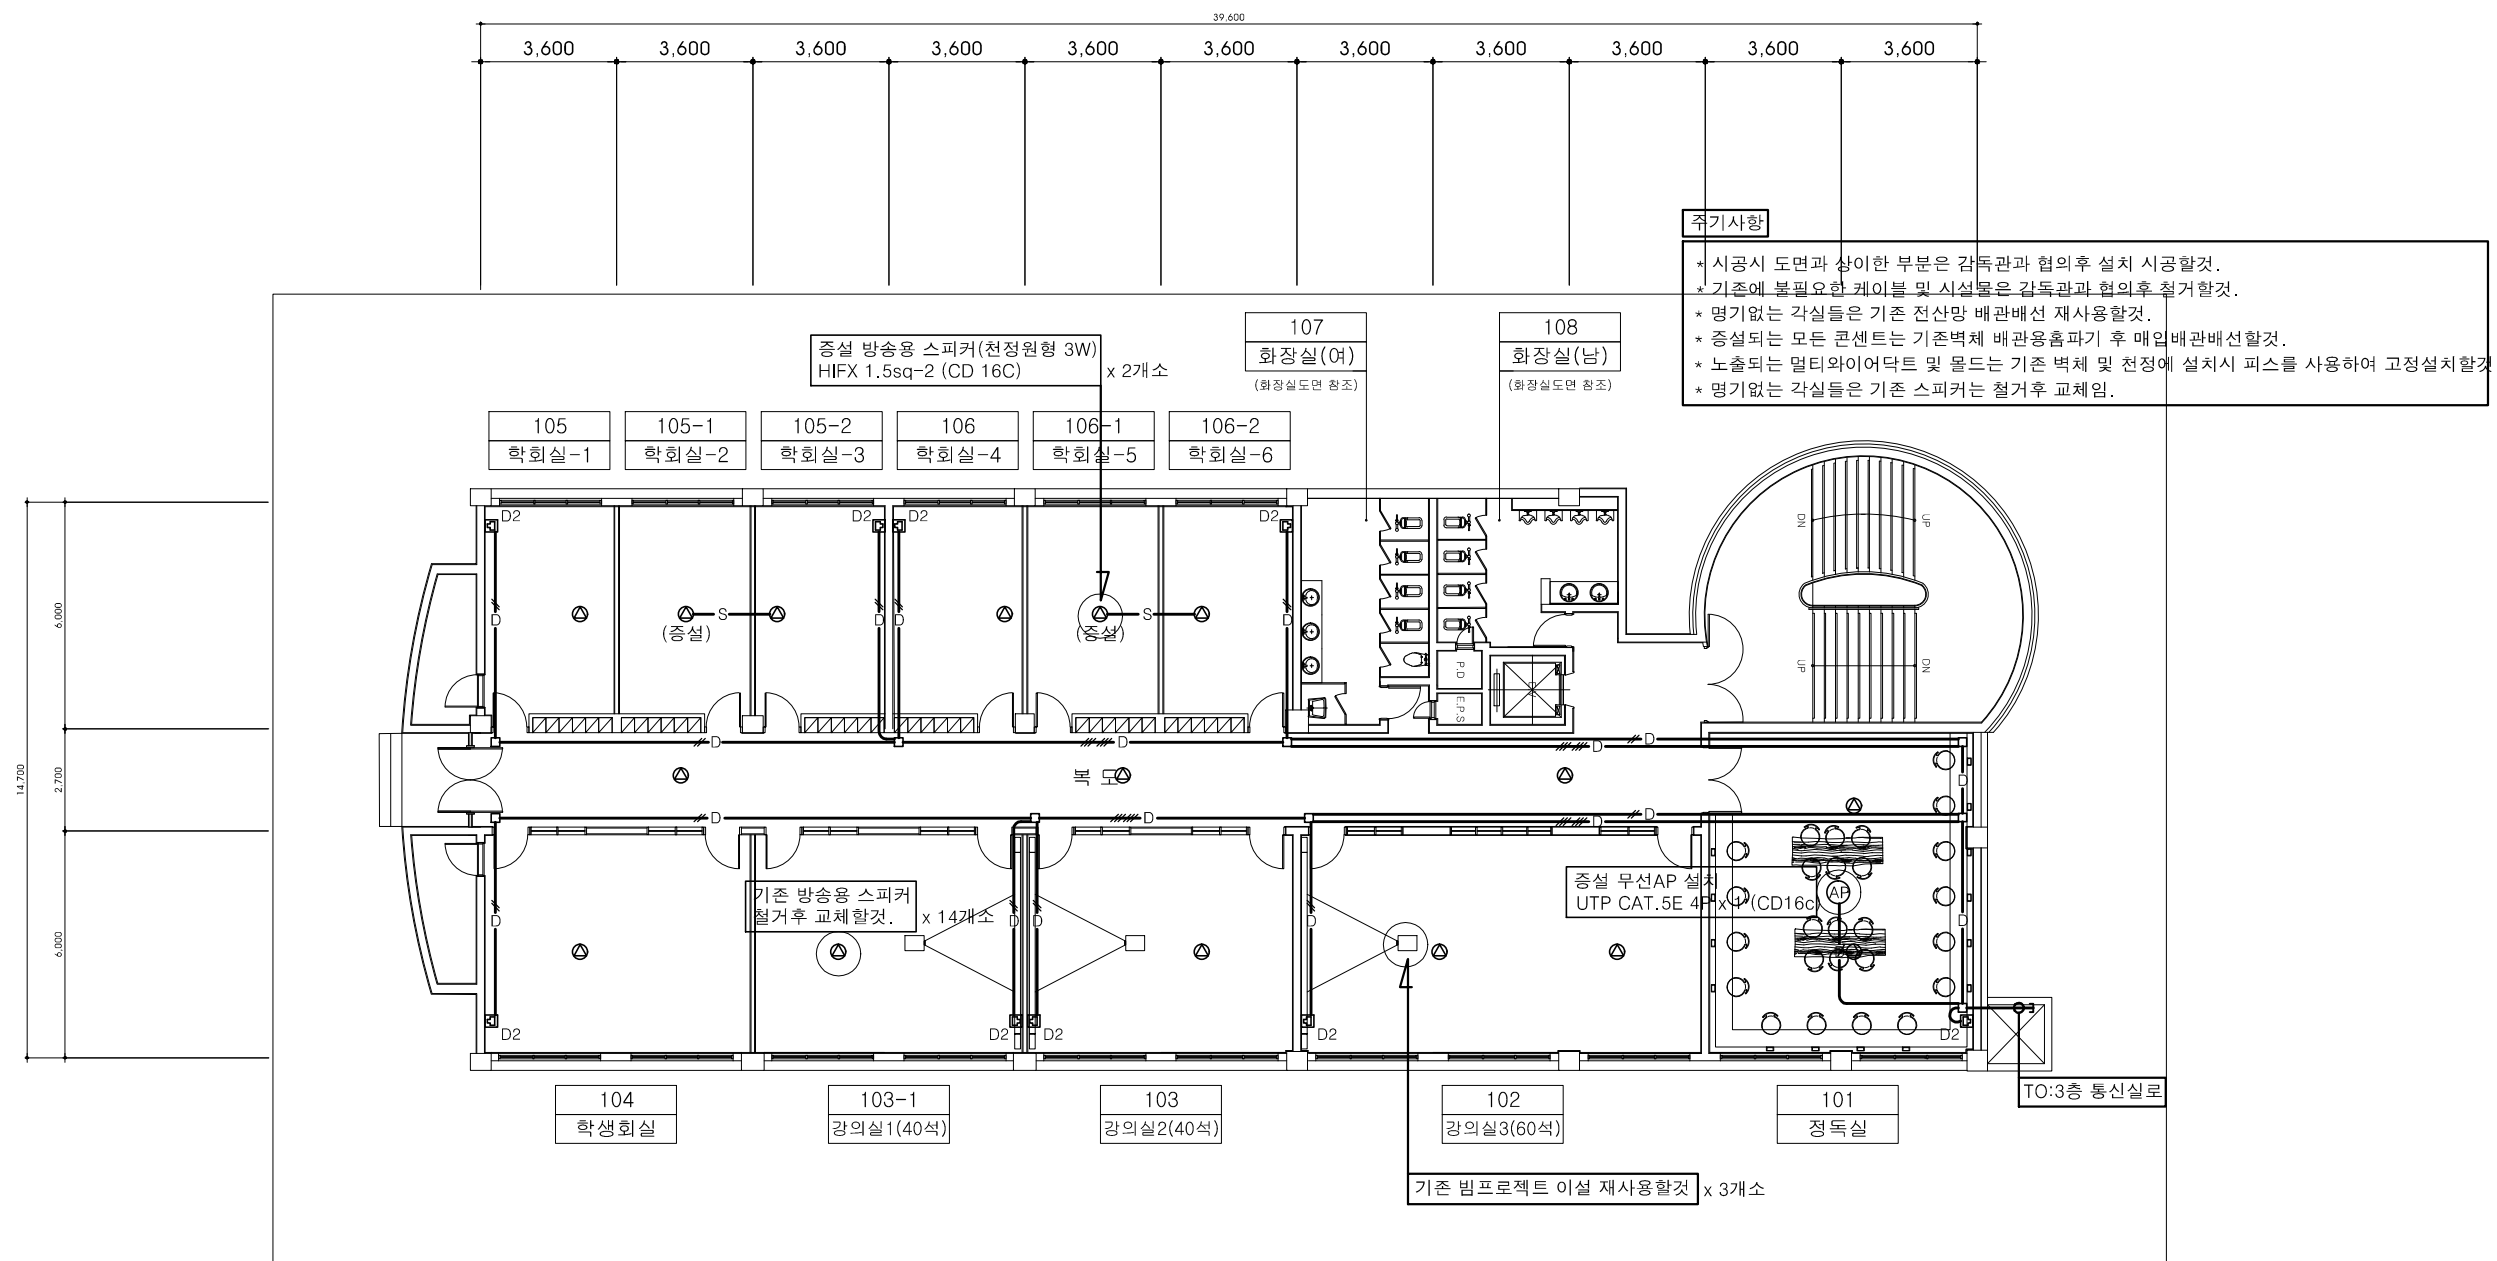 39,600
3,600 3,600 3,600 3,600 3,600 3,600 3,600 3,600 3,600 3,600 3,600
주기사항
* 시공시 도면과 상이한 부분은 감독관과 협의후 설치 시공할것.
* 기존에 불필요한 케이블 및 시설물은 감독관과 협의후 철거할것.
* 명기없는 각실들은 기존 전산망 배관배선 재사용할것.
* 증설되는 모든 콘센트는 기존벽체 배관용홈파기 후 매입배관배선할것.
* 노출되는 멀티와이어닥트 및 몰드는 기존 벽체 및 천정에 설치시 피스를 사용하여 고정설치할것
* 명기없는 각실들은 기존 스피커는 철거후 교체임.
107
화장실(여)
(화장실도면 참조)
108
화장실(남)
(화장실도면 참조)
증설 방송용 스피커(천정원형 3W)
HIFX 1.5sq-2 (CD 16C)
x 2개소
105
학회실-1
105-1
학회실-2
105-2
학회실-3
106
학회실-4
106-1
학회실-5
106-2
학회실-6
D2 D2 D2 D2
DN UP
UP DN
6,000
2,700
6,000
14,700
D D D D
S S
(증설) (증설)
P.D
E.P.S
EV
D D D D
복 도
D
D D D D
기존 방송용 스피커
철거후 교체할것.
x 14개소
증설 무선AP 설치
UTP CAT.5E 4P x 1 (CD16c)
AP
D D D D D
D2 D2 D2 D2 D2
TO:3층 통신실로
104
학생회실
103-1
강의실1(40석)
103
강의실2(40석)
102
강의실3(60석)
101
정독실
기존 빔프로젝트 이설 재사용할것
x 3개소